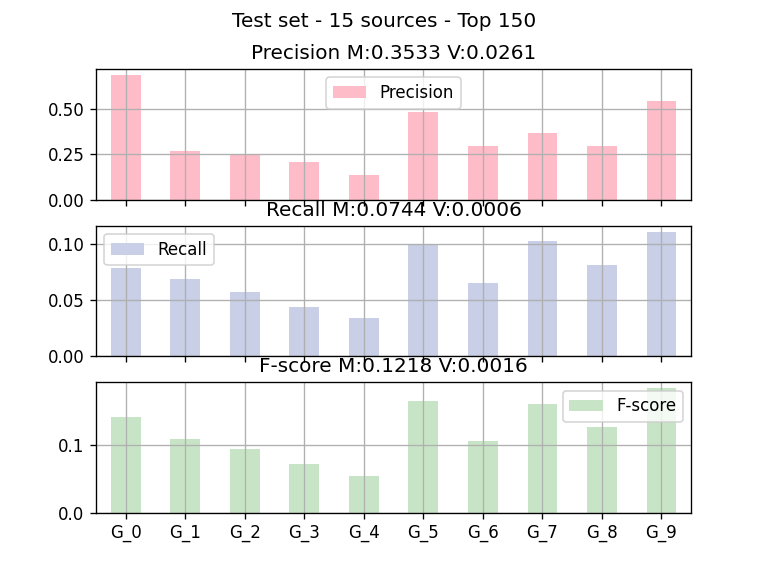 Test set - 15 sources - Top 150
Precision M:0.3533 V:0.0261
Precision
0.50
0.25
0.00
Recall M:0.0744 V:0.0006
Recall
0.10
0.05
0.00
F-score M:0.1218 V:0.0016
F-score
0.1
0.0
G_0 G_1 G_2 G_3 G_4 G_5 G_6 G_7 G_8 G_9